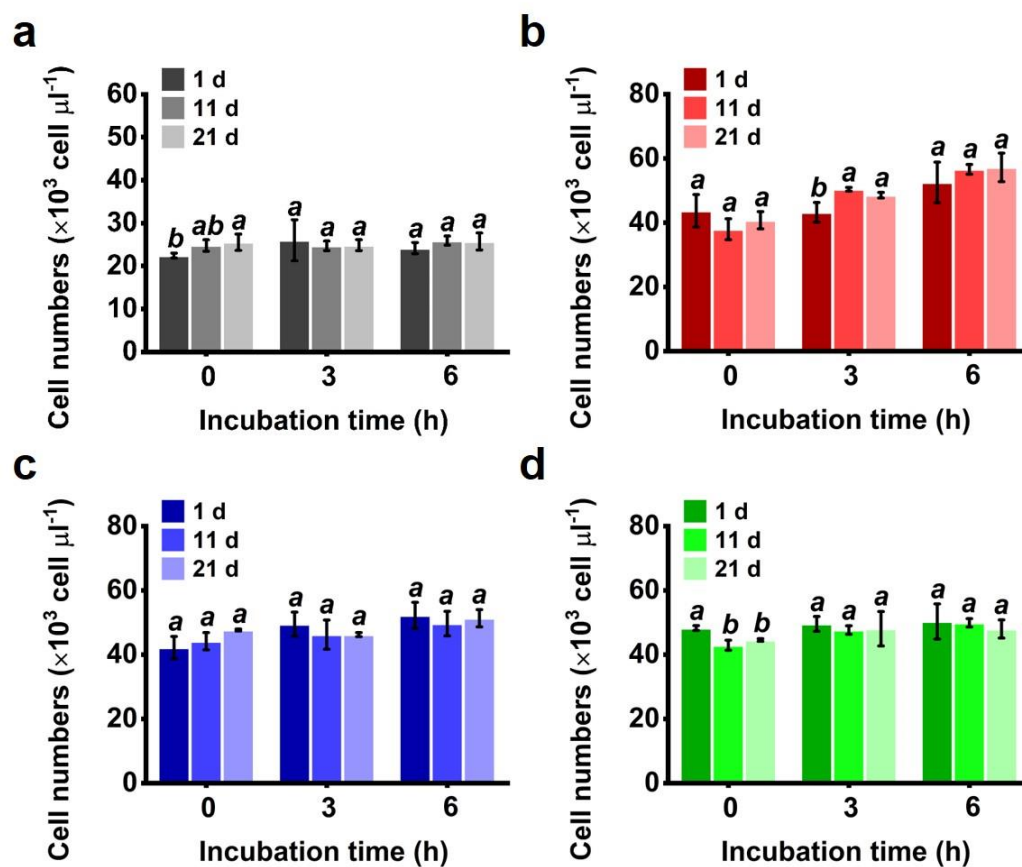 a
Cell numbers (×10³ cell µl⁻¹)
1 d
11 d
21 d
60
50
40
30
20
10
0
b ab a
a a a
a a a
0 3 6
Incubation time (h)
b
Cell numbers (×10³ cell µl⁻¹)
1 d
11 d
21 d
80
60
40
20
0
a a a
b a a
a a a
0 3 6
Incubation time (h)
c
Cell numbers (×10³ cell µl⁻¹)
1 d
11 d
21 d
80
60
40
20
0
a a a
a a a
a a a
0 3 6
Incubation time (h)
d
Cell numbers (×10³ cell µl⁻¹)
1 d
11 d
21 d
80
60
40
20
0
a b b
a a a
a a a
0 3 6
Incubation time (h)